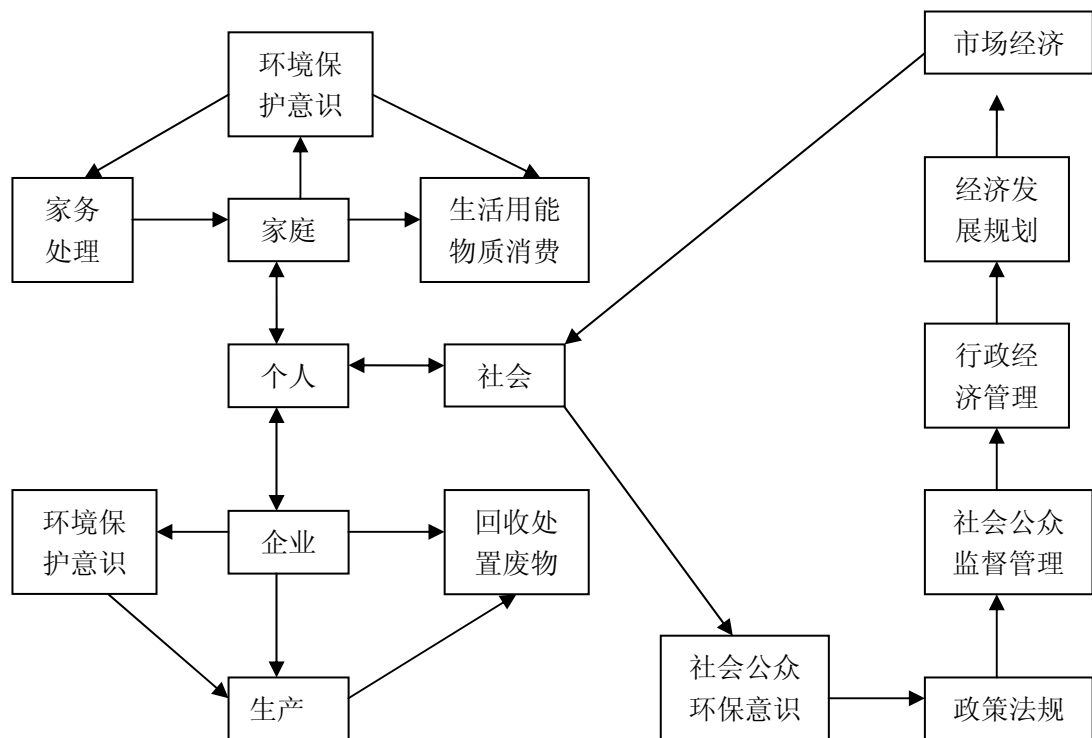 环境保
护意识
市场经济
家务
处理
家庭
生活用能
物质消费
经济发
展规划
个人
社会
行政经
济管理
环境保
护意识
企业
回收处
置废物
社会公众
监督管理
生产
社会公众
环保意识
政策法规